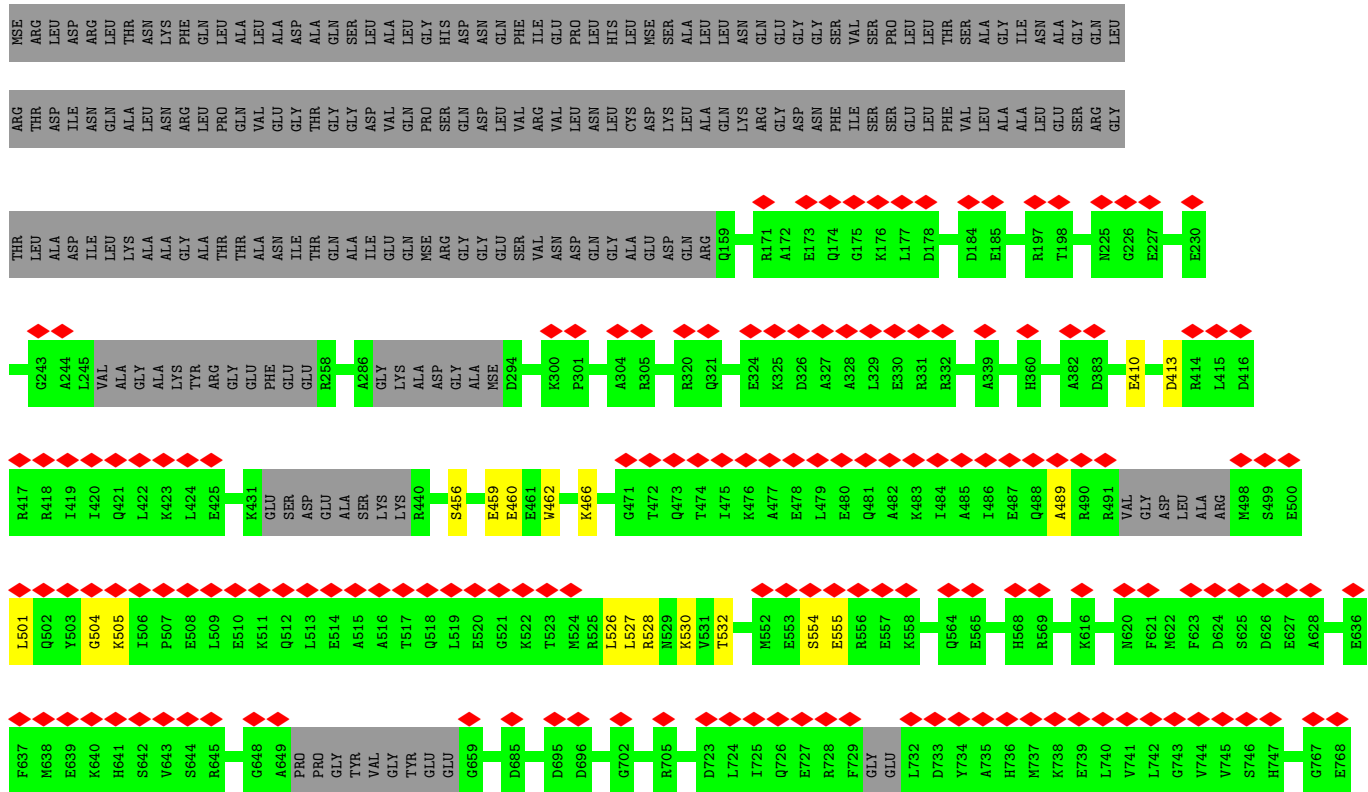 MSE ARG LEU ASP ARG LEU THR ASN LYS PHE GLN LEU ALA LEU ALA ASP ALA GLN SER LEU ALA LEU GLY HIS ASP ASN GLN PHE ILE GLU PRO LEU HIS LEU MSE SER ALA LEU LEU ASN GLN GLU GLY GLY SER VAL SER PRO LEU LEU THR SER ALA GLY ILE ASN ALA GLY GLN LEU
ARG THR ASP ILE ASN GLN ALA LEU ASN ARG LEU PRO GLN VAL GLU GLY THR GLY GLY ASP VAL GLN PRO SER GLN ASP LEU VAL ARG VAL LEU ASN LEU CYS ASP LYS LEU ALA GLN LYS ARG GLY ASP ASN PHE ILE SER SER GLU LEU PHE VAL LEU ALA ALA LEU GLU SER ARG GLY
THR LEU ALA ASP ILE LEU LYS ALA ALA GLY ALA THR THR ALA ASN ILE THR GLN ALA ILE GLU GLN MSE ARG GLY GLY GLU SER VAL ASN ASP GLN GLY ALA GLU ASP GLN ARG Q159 R171 A172 E173 Q174 G175 K176 L177 D178 D184 E185 R197 T198 N225 G226 E227 E230
G243 A244 L245 VAL ALA GLY ALA LYS TYR ARG GLY GLU PHE GLU GLU R258 A286 GLY LYS ALA ASP GLY ALA MSE D294 K300 P301 A304 R305 R320 Q321 E324 K325 D326 A327 A328 L329 E330 R331 R332 A339 H360 A382 D383 E410 D413 R414 L415 D416
R417 R418 I419 I420 Q421 L422 K423 L424 E425 K431 GLU SER ASP GLU ALA SER LYS LYS R440 S456 E459 E460 E461 W462 K466 G471 T472 Q473 T474 I475 K476 A477 E478 L479 E480 Q481 A482 K483 I484 A485 I486 E487 Q488 A489 R490 R491 VAL GLY ASP LEU ALA ARG M498 S499 E500
L501 Q502 Y503 G504 K505 I506 P507 E508 L509 E510 K511 Q512 L513 E514 A515 A516 T517 Q518 L519 E520 G521 K522 T523 M524 R525 L526 L527 R528 N529 K530 V531 T532 M552 E553 S554 E555 R556 E557 K558 Q564 E565 H568 R569 K616 N620 F621 M622 F623 D624 S625 D626 E627 A628 E636
F637 M638 E639 K640 H641 S642 V643 S644 R645 G648 A649 PRO PRO GLY TYR VAL GLY TYR GLU GLU G659 D685 D695 D696 G702 R705 D723 L724 I725 Q726 E727 R728 F729 GLY GLU L732 D733 Y734 A735 H736 M737 K738 E739 L740 V741 L742 G743 V744 V745 S746 H747 G767 E768